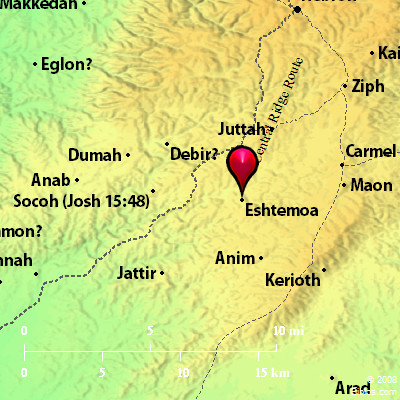 Makkedah
Eglon?
Ziph
Central Ridge Route
Juttah
Dumah
Debir?
Carmel
Anab
Maon
Socoh (Josh 15:48)
Eshtemoa
Anim
Jattir
Kerioth
0 5 10 mi
0 5 10 15 km
Arad